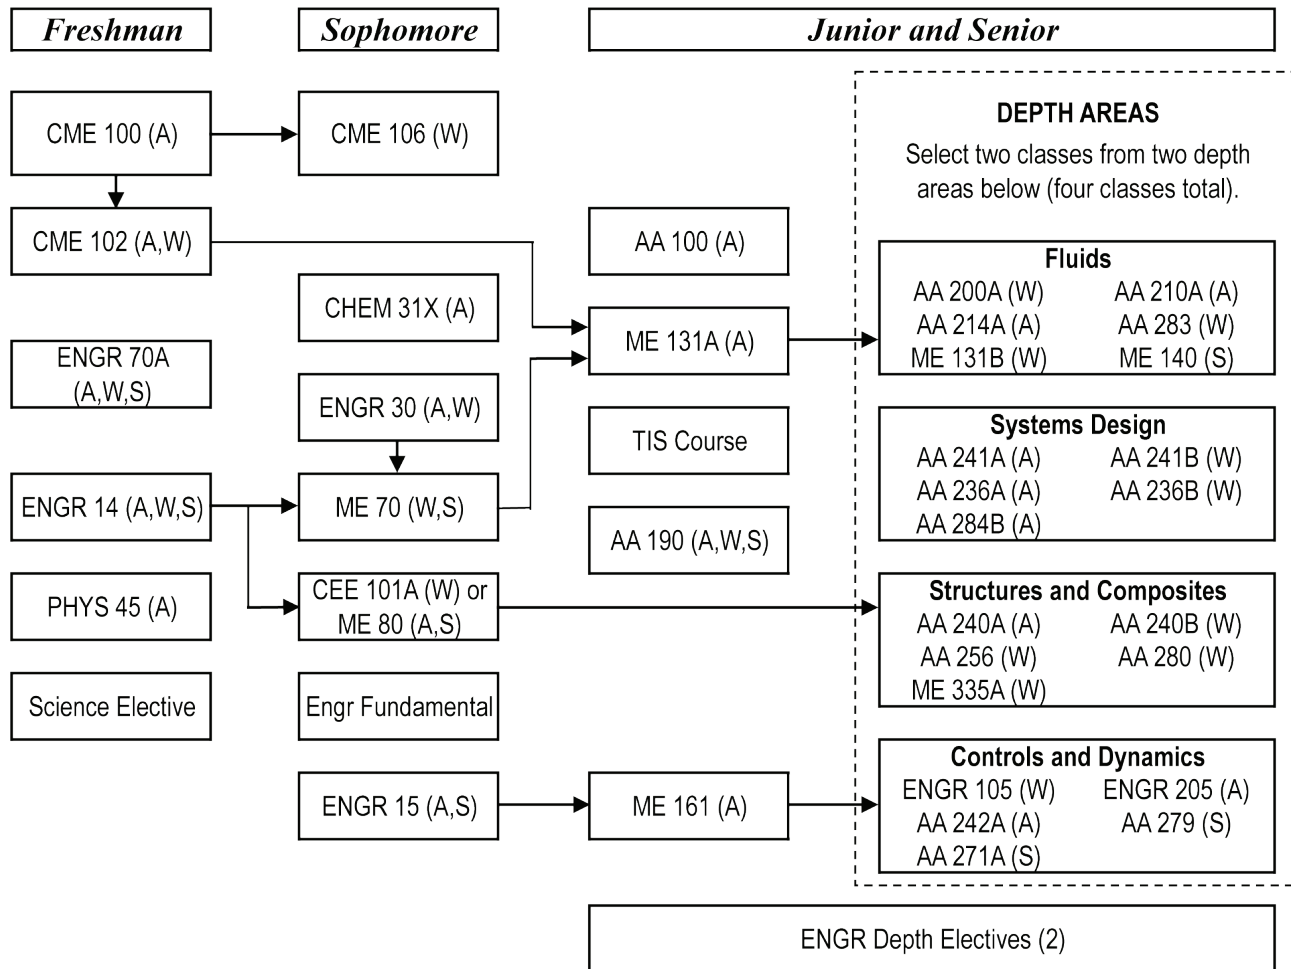 Freshman
Sophomore
Junior and Senior
CME 100 (A)
CME 106 (W)
DEPTH AREAS
Select two classes from two depth
areas below (four classes total).
CME 102 (A,W)
AA 100 (A)
CHEM 31X (A)
ME 131A (A)
Fluids
AA 200A (W)
AA 210A (A)
AA 214A (A)
AA 283 (W)
ME 131B (W)
ME 140 (S)
ENGR 70A
(A,W,S)
ENGR 30 (A,W)
TIS Course
Systems Design
AA 241A (A)
AA 241B (W)
AA 236A (A)
AA 236B (W)
AA 284B (A)
ENGR 14 (A,W,S)
ME 70 (W,S)
AA 190 (A,W,S)
PHYS 45 (A)
CEE 101A (W) or
ME 80 (A,S)
Structures and Composites
AA 240A (A)
AA 240B (W)
AA 256 (W)
AA 280 (W)
ME 335A (W)
Science Elective
Engr Fundamental
ENGR 15 (A,S)
ME 161 (A)
Controls and Dynamics
ENGR 105 (W)
ENGR 205 (A)
AA 242A (A)
AA 279 (S)
AA 271A (S)
ENGR Depth Electives (2)